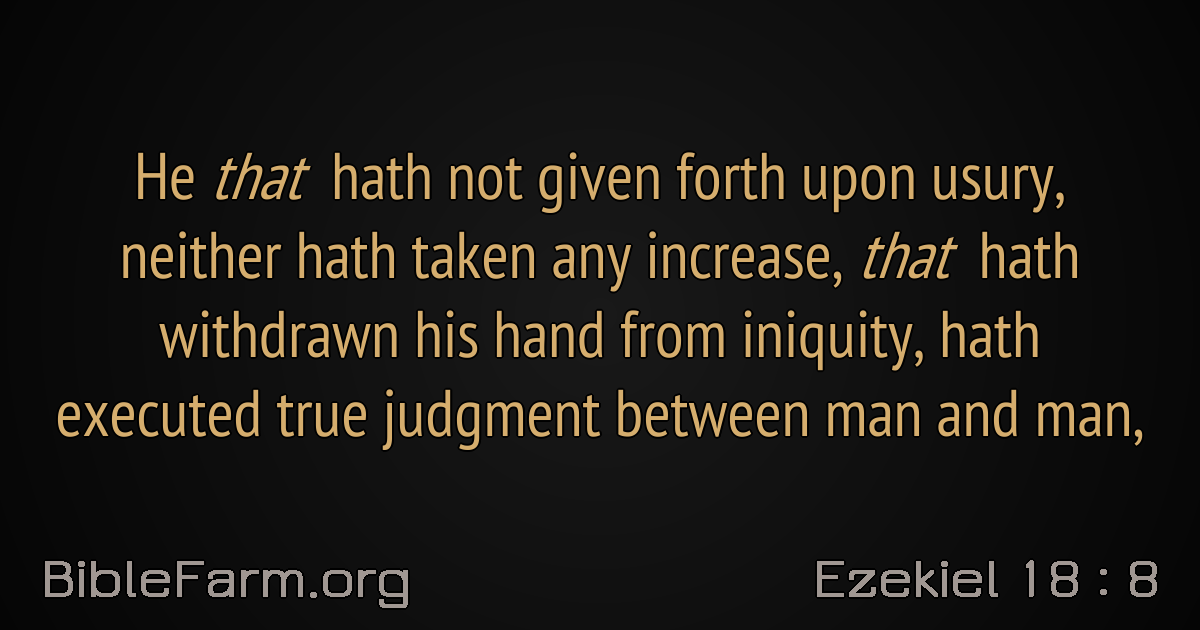 He that hath not given forth upon usury,
neither hath taken any increase, that hath
withdrawn his hand from iniquity, hath
executed true judgment between man and man,
BibleFarm.org
Ezekiel 18 : 8